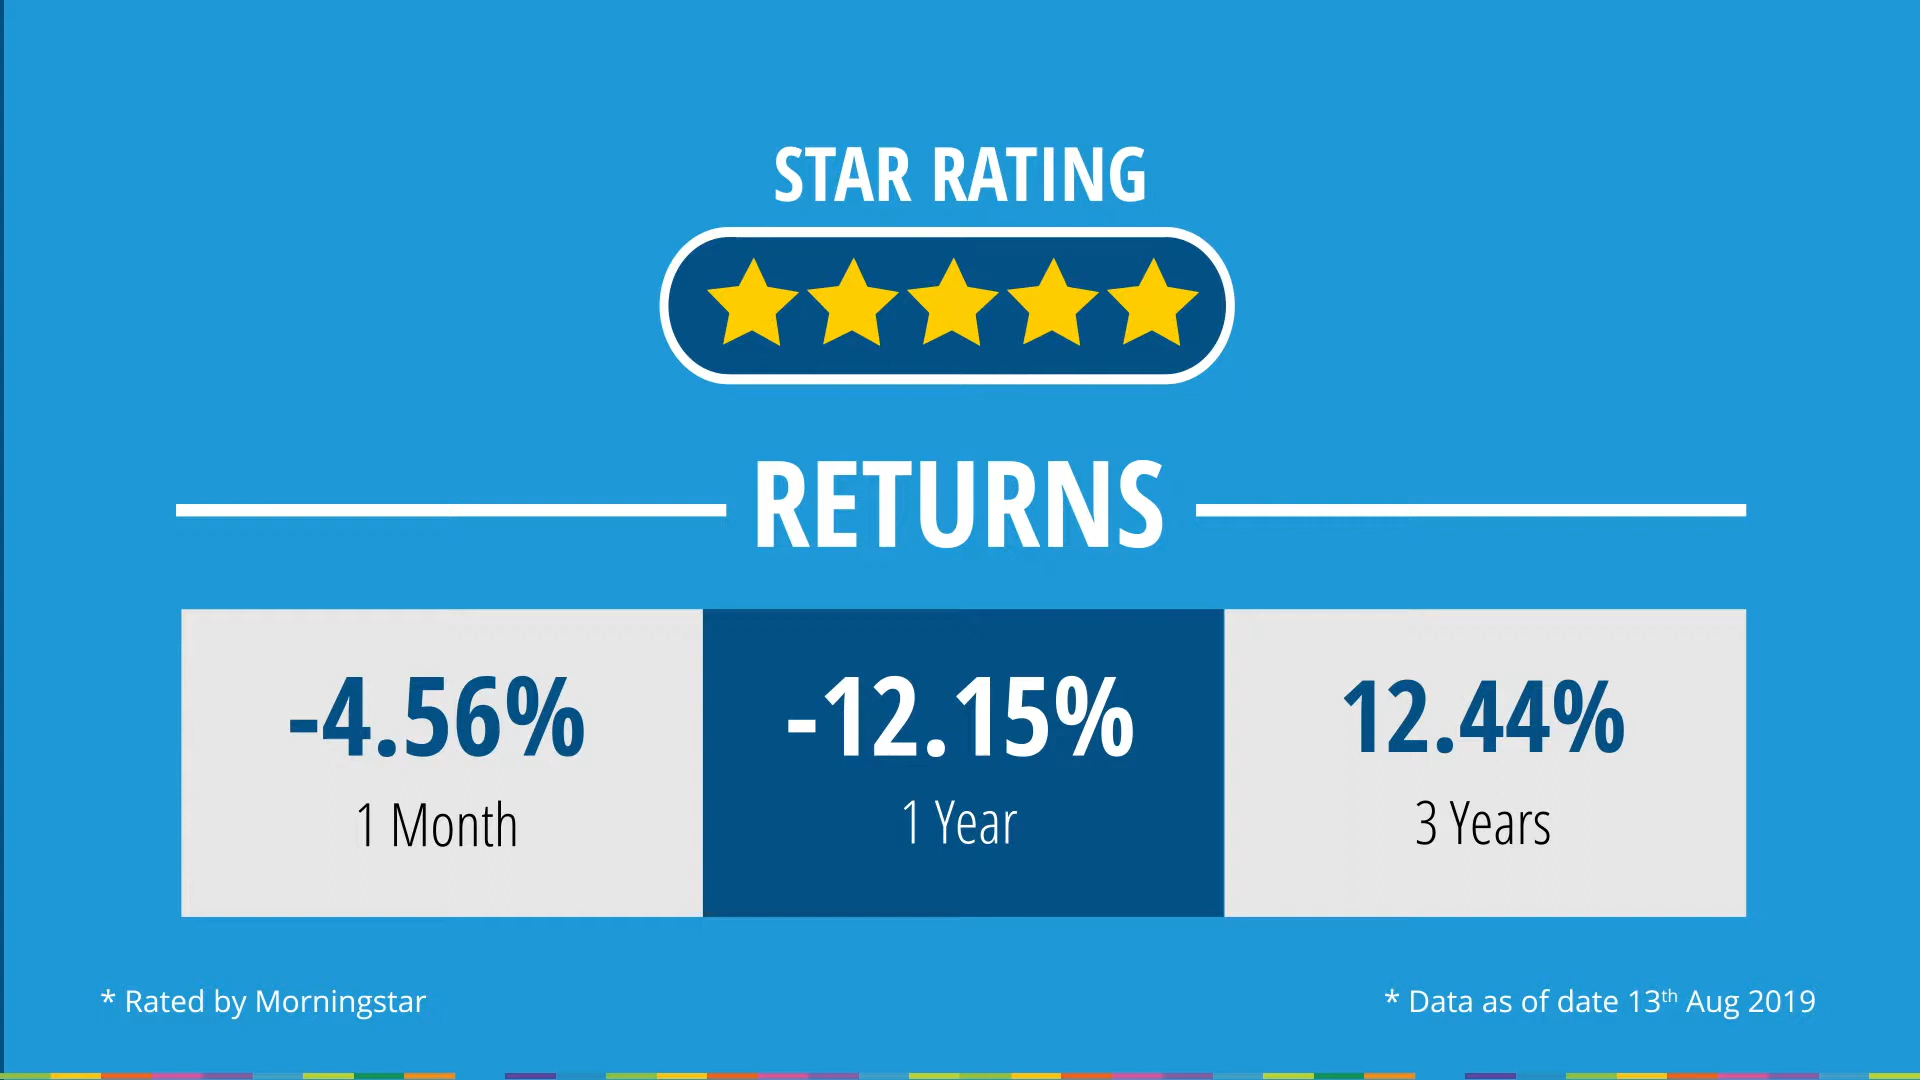 STAR RATING
RETURNS
-4.56% -12.15% 12.44%
1 Month 1 Year 3 Years
* Rated by Morningstar * Data as of date 13th Aug 2019